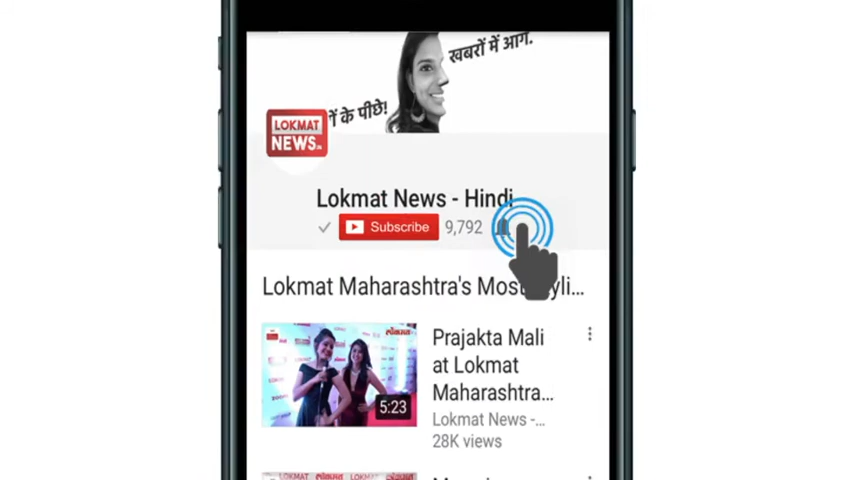 खबरों में आग.
के पीछे!
LOKMAT
NEWS.in
Lokmat News - Hindi
Subscribe 9,792
Lokmat Maharashtra's Most
Prajakta Mali
at Lokmat
Maharashtra...
5:23
Lokmat News -...
28K views